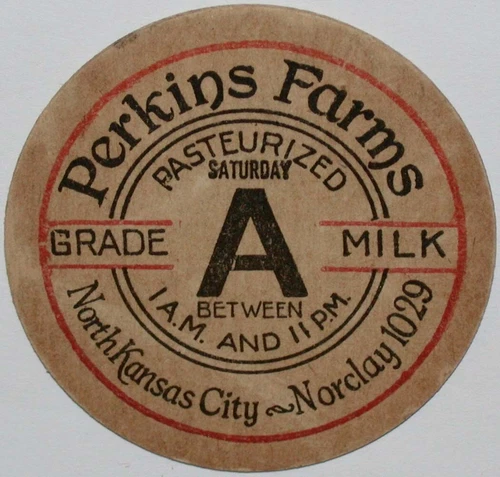 Perkins Farms
PASTEURIZED
SATURDAY
GRADE A MILK
BETWEEN
1 A.M. AND 11 P.M.
North Kansas City ~ Norclay 1029